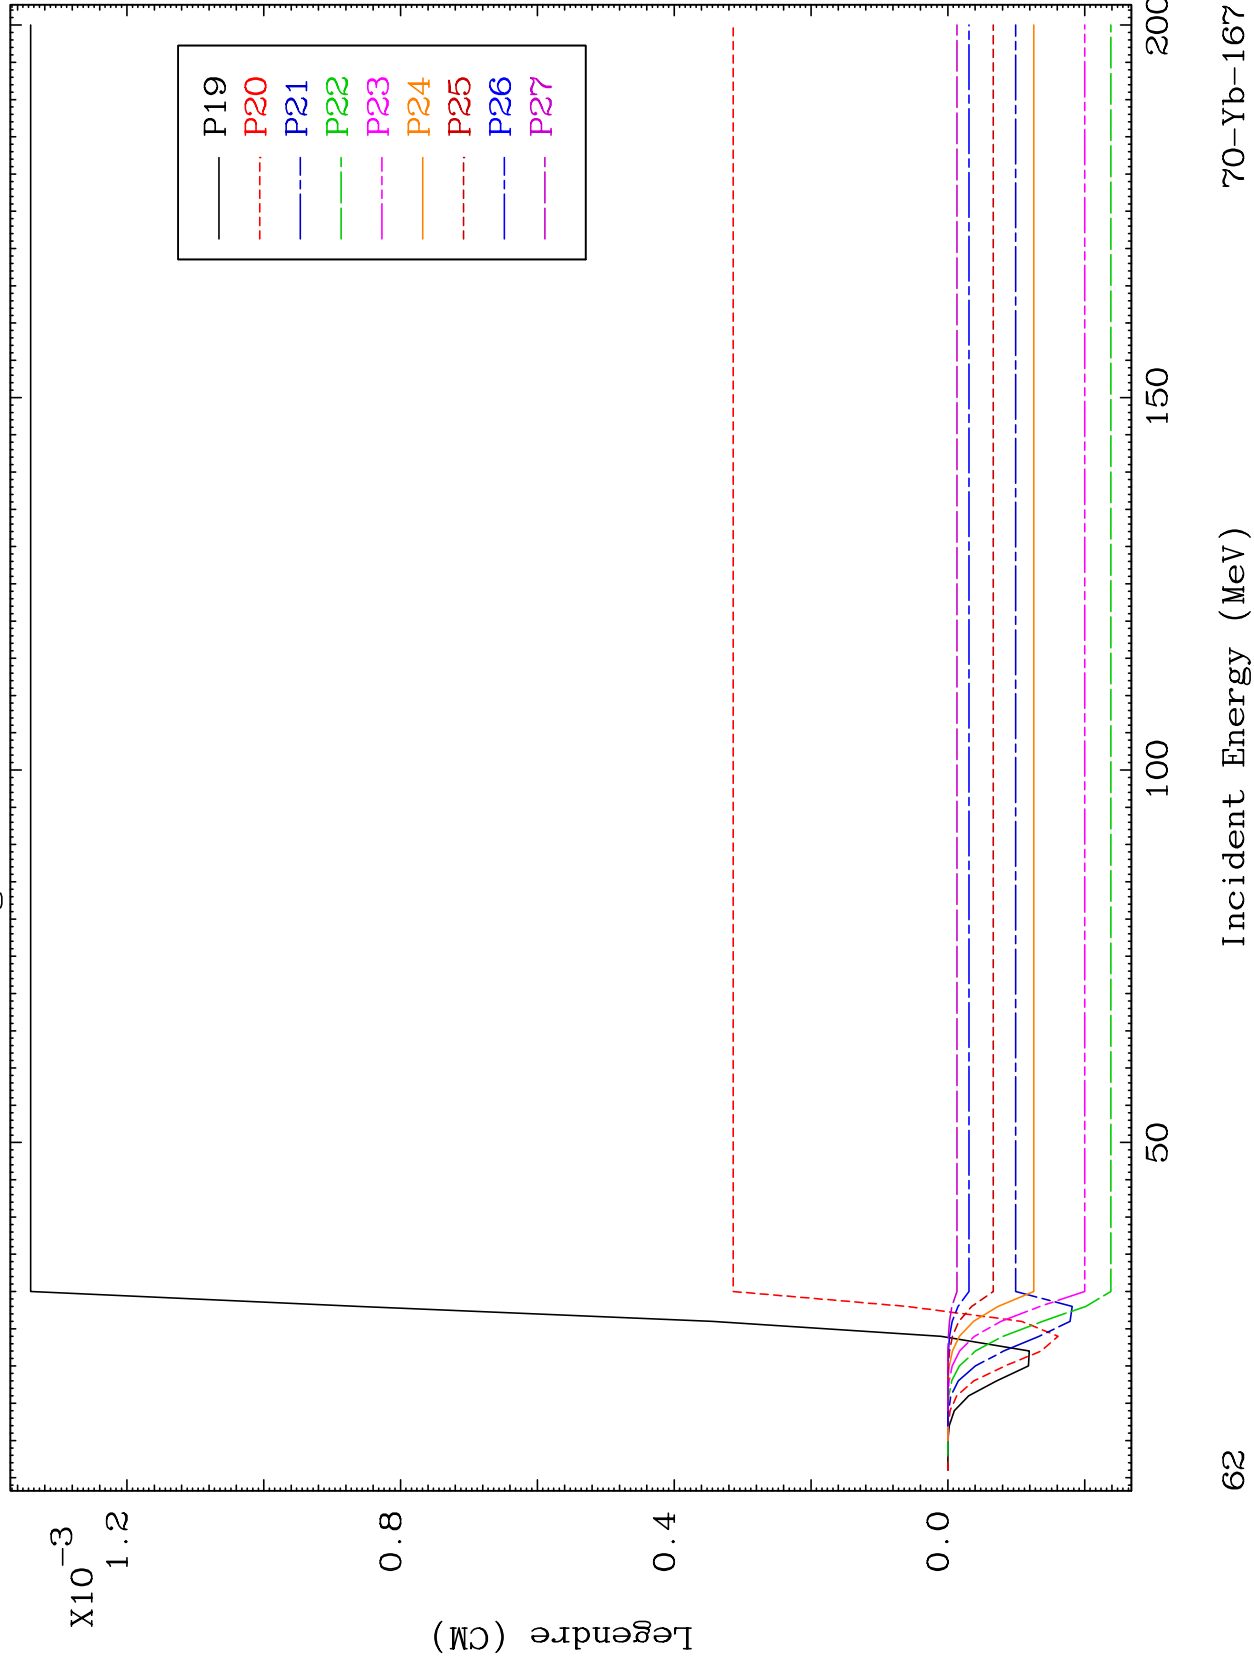 X10-3
1.2
0.8
0.4
0.0
Legendre (CM)
P19
P20
P21
P22
P23
P24
P25
P26
P27
50
100
150
200
Incident Energy (MeV)
62
70-Yb-167